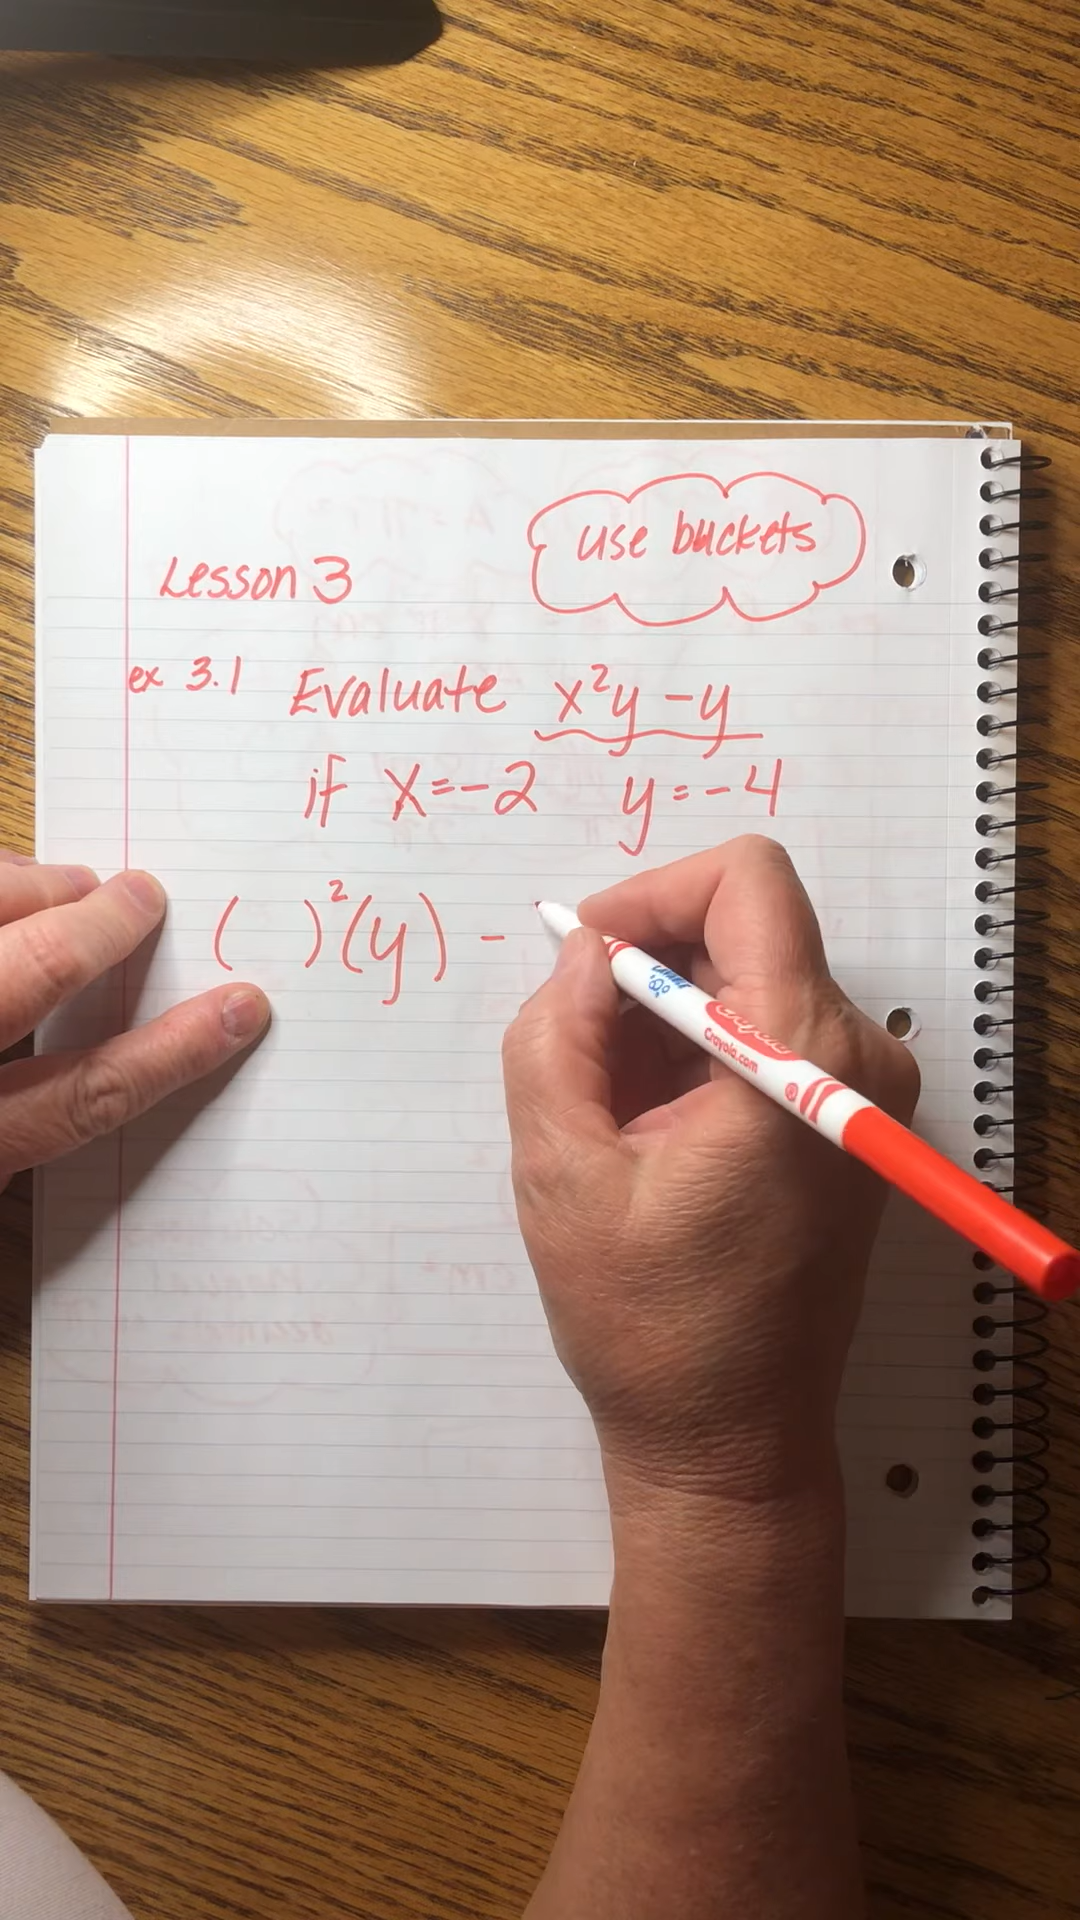 use buckets
Lesson 3
ex 3.1 Evaluate x²y - y
if x = -2 y = -4
( )²(y) -
Crayola
Crayola.com
®